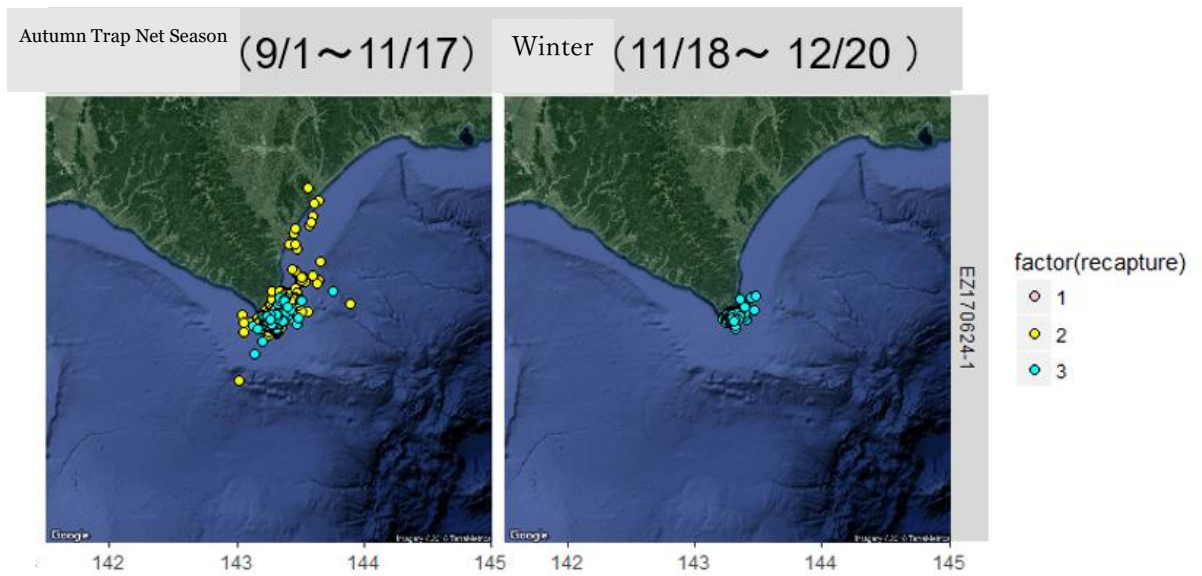 Autumn Trap Net Season (9/1～11/17)
Winter (11/18～ 12/20 )
EZ170624-1
factor(recapture)
1
2
3
Google
Google
142 143 144 145
142 143 144 145